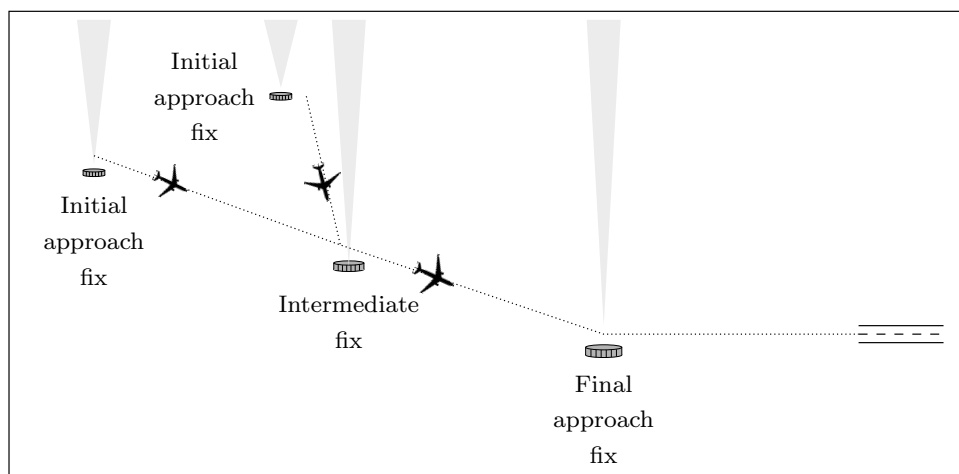 Initial
approach
fix
Initial
approach
fix
Intermediate
fix
Final
approach
fix